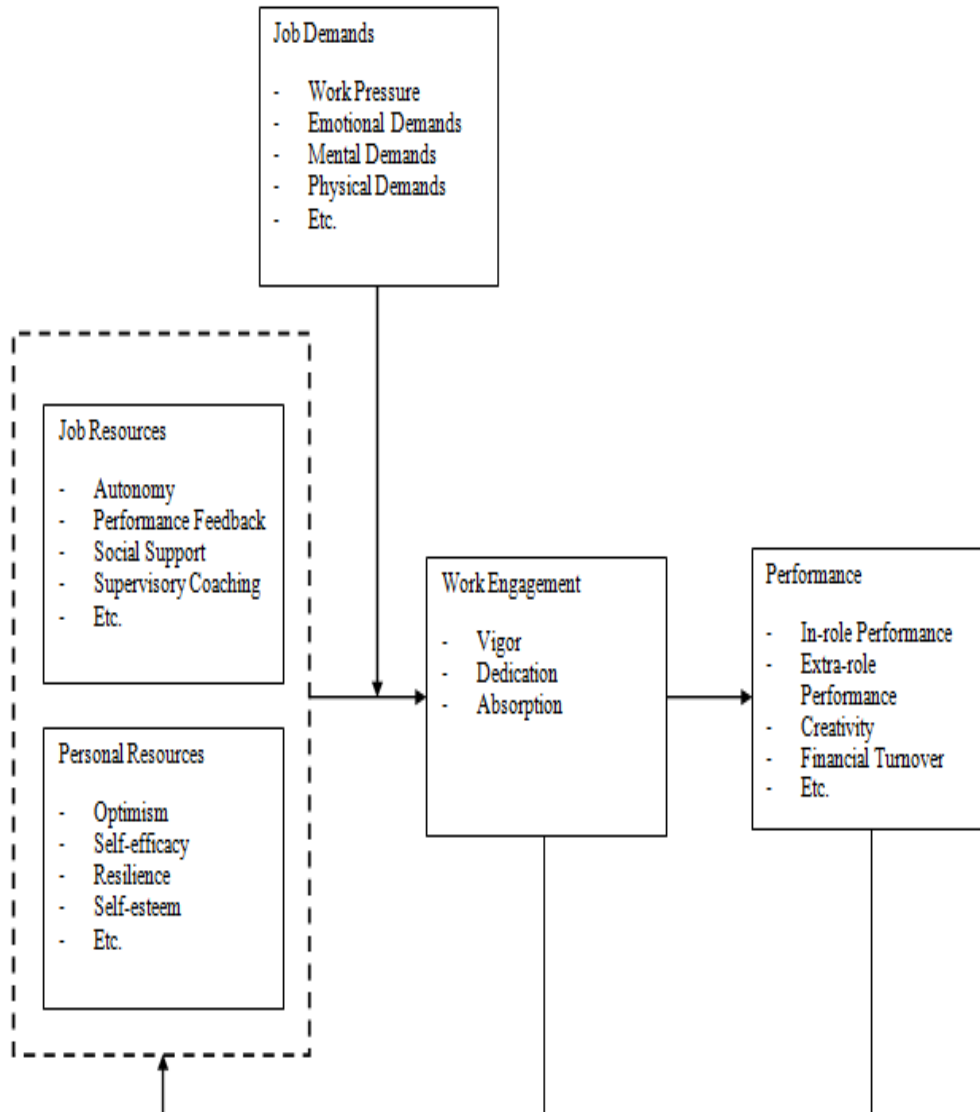 Job Demands
- Work Pressure
- Emotional Demands
- Mental Demands
- Physical Demands
- Etc.
Job Resources
- Autonomy
- Performance Feedback
- Social Support
- Supervisory Coaching
- Etc.
Personal Resources
- Optimism
- Self-efficacy
- Resilience
- Self-esteem
- Etc.
Work Engagement
- Vigor
- Dedication
- Absorption
Performance
- In-role Performance
- Extra-role
Performance
- Creativity
- Financial Turnover
- Etc.